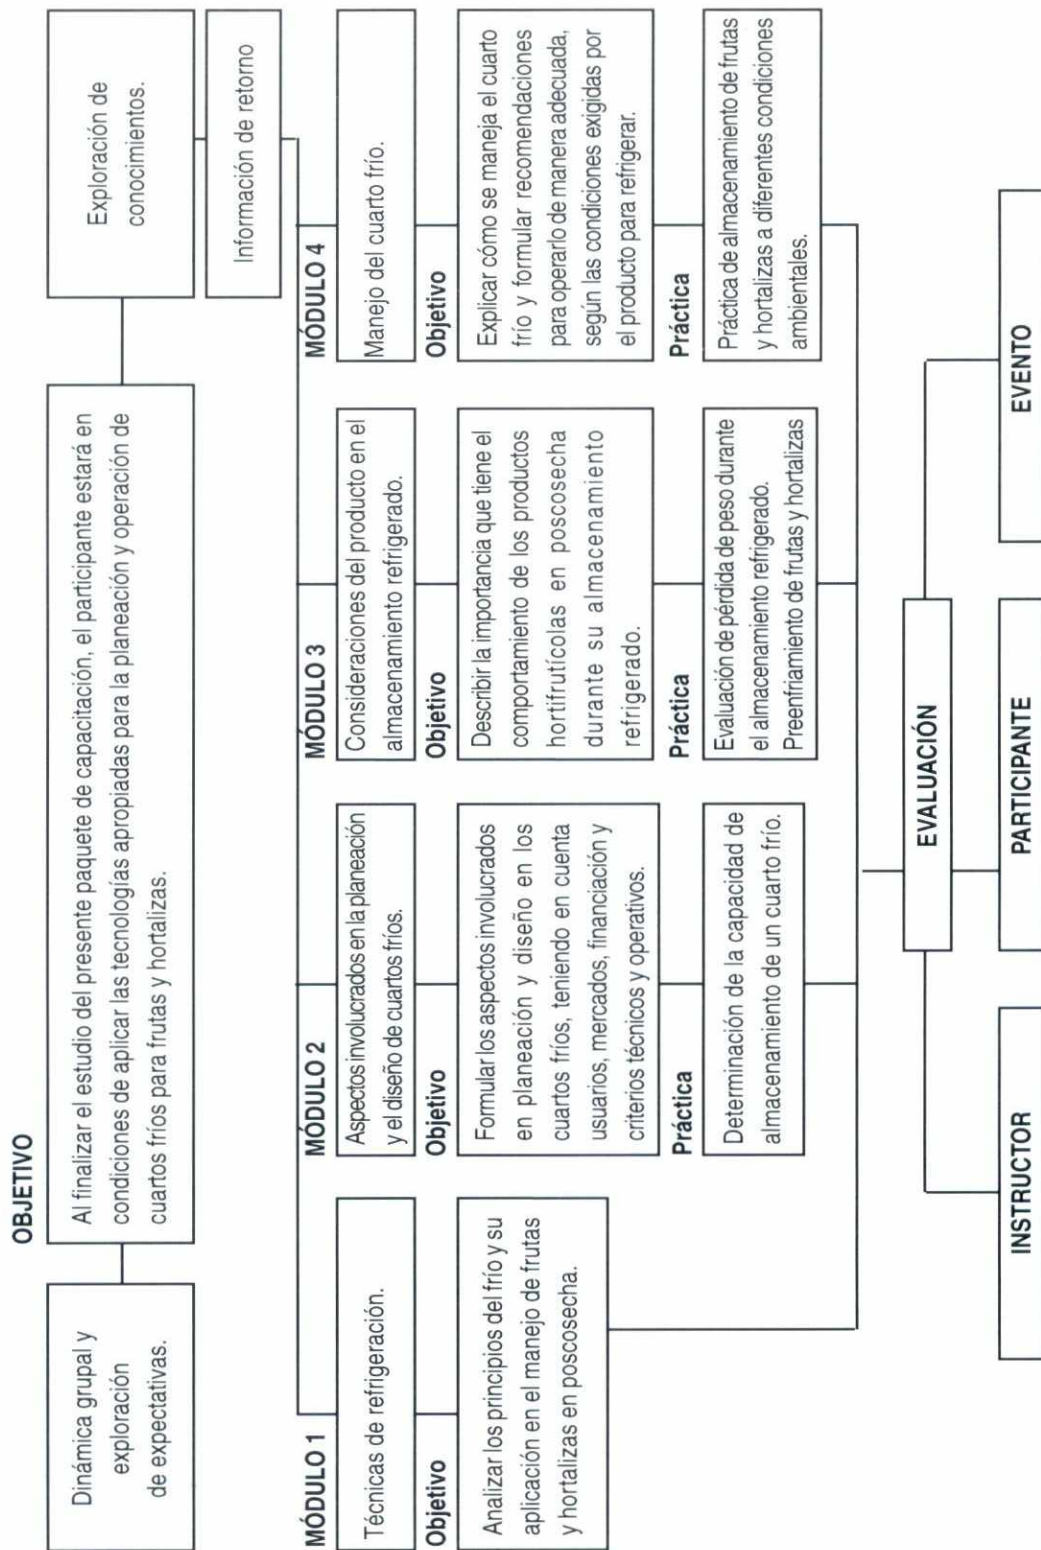 OBJETIVO
Dinámica grupal y
exploración
de expectativas.
Al finalizar el estudio del presente paquete de capacitación, el participante estará en
condiciones de aplicar las tecnologías apropiadas para la planeación y operación de
cuartos fríos para frutas y hortalizas.
Exploración de
conocimientos.
Información de retorno
MÓDULO 1
Técnicas de refrigeración.
Objetivo
Analizar los principios del frío y su
aplicación en el manejo de frutas
y hortalizas en poscosecha.
MÓDULO 2
Aspectos involucrados en la planeación
y el diseño de cuartos fríos.
Objetivo
Formular los aspectos involucrados
en planeación y diseño en los
cuartos fríos, teniendo en cuenta
usuarios, mercados, financiación y
criterios técnicos y operativos.
Práctica
Determinación de la capacidad de
almacenamiento de un cuarto frío.
MÓDULO 3
Consideraciones del producto en el
almacenamiento refrigerado.
Objetivo
Describir la importancia que tiene el
comportamiento de los productos
hortifrutícolas en poscosecha
durante su almacenamiento
refrigerado.
Práctica
Evaluación de pérdida de peso durante
el almacenamiento refrigerado.
Preenfriamiento de frutas y hortalizas
MÓDULO 4
Manejo del cuarto frío.
Objetivo
Explicar cómo se maneja el cuarto
frío y formular recomendaciones
para operarlo de manera adecuada,
según las condiciones exigidas por
el producto para refrigerar.
Práctica
Práctica de almacenamiento de frutas
y hortalizas a diferentes condiciones
ambientales.
EVALUACIÓN
INSTRUCTOR
PARTICIPANTE
EVENTO